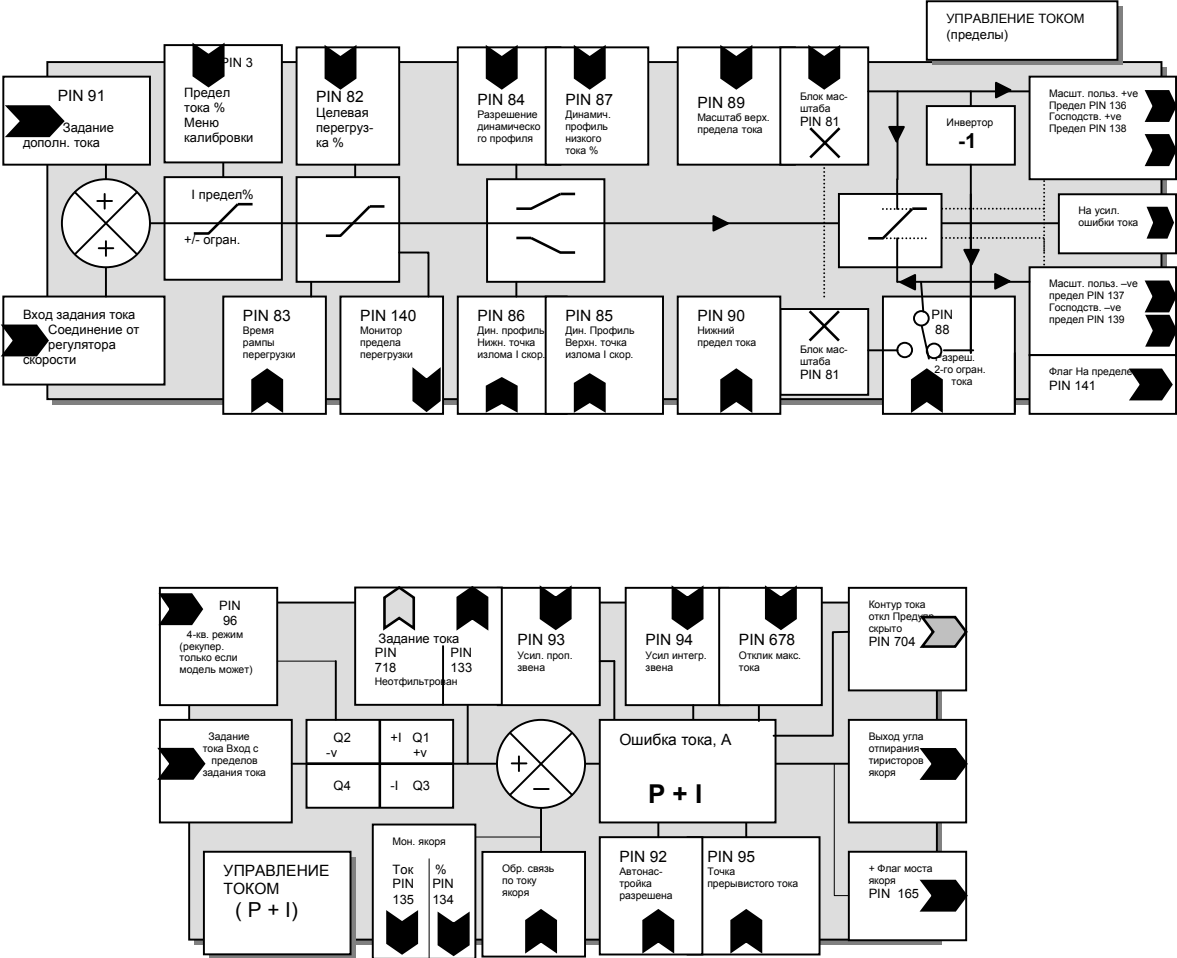 УПРАВЛЕНИЕ ТОКОМ
(пределы)
PIN 91
Задание
дополн. тока
PIN 3
Предел
тока %
Меню
калибровки
PIN 82
Целевая
перегруз-
ка %
PIN 84
Разрешение
динамическо
го профиля
PIN 87
Динамич.
профиль
низкого
тока %
PIN 89
Масштаб верх.
предела тока
Блок мас-
штаба
PIN 81
Инвертор
-1
Масшт. польз. +ve
Предел PIN 136
Господств. +ve
Предел PIN 138
+
+
I предел%
+/- огран.
На усил.
ошибки тока
Вход задания тока
Соединение от
регулятора
скорости
PIN 83
Время
рампы
перегрузки
PIN 140
Монитор
предела
перегрузки
PIN 86
Дин. профиль
Нижн. точка
излома I скор.
PIN 85
Дин. Профиль
Верхн. точка
излома I скор.
PIN 90
Нижний
предел тока
Блок мас-
штаба
PIN 81
PIN
88
Разреш.
2-го огран.
тока
Масшт. польз. –ve
предел PIN 137
Господств. –ve
предел PIN 139
Флаг На пределе
PIN 141
PIN
96
4-кв. режим
(рекупер.
только если
модель может)
Задание тока
PIN
718
PIN
133
Неотфильтрован
PIN 93
Усил. проп.
звена
PIN 94
Усил интегр.
звена
PIN 678
Отклик макс.
тока
Контур тока
откл Предупр
скрыто
PIN 704
Задание
тока Вход с
пределов
задания тока
Q2
-v
+I Q1
+v
Q4
-I Q3
+
–
Ошибка тока, А
P + I
Выход угла
отпирания
тиристоров
якоря
УПРАВЛЕНИЕ
ТОКОМ
( P + I)
Мон. якоря
Ток
PIN
135
%
PIN
134
Обр. связь
по току
якоря
PIN 92
Автонас-
тройка
разрешена
PIN 95
Точка
прерывистого тока
+ Флаг моста
якоря
PIN 165